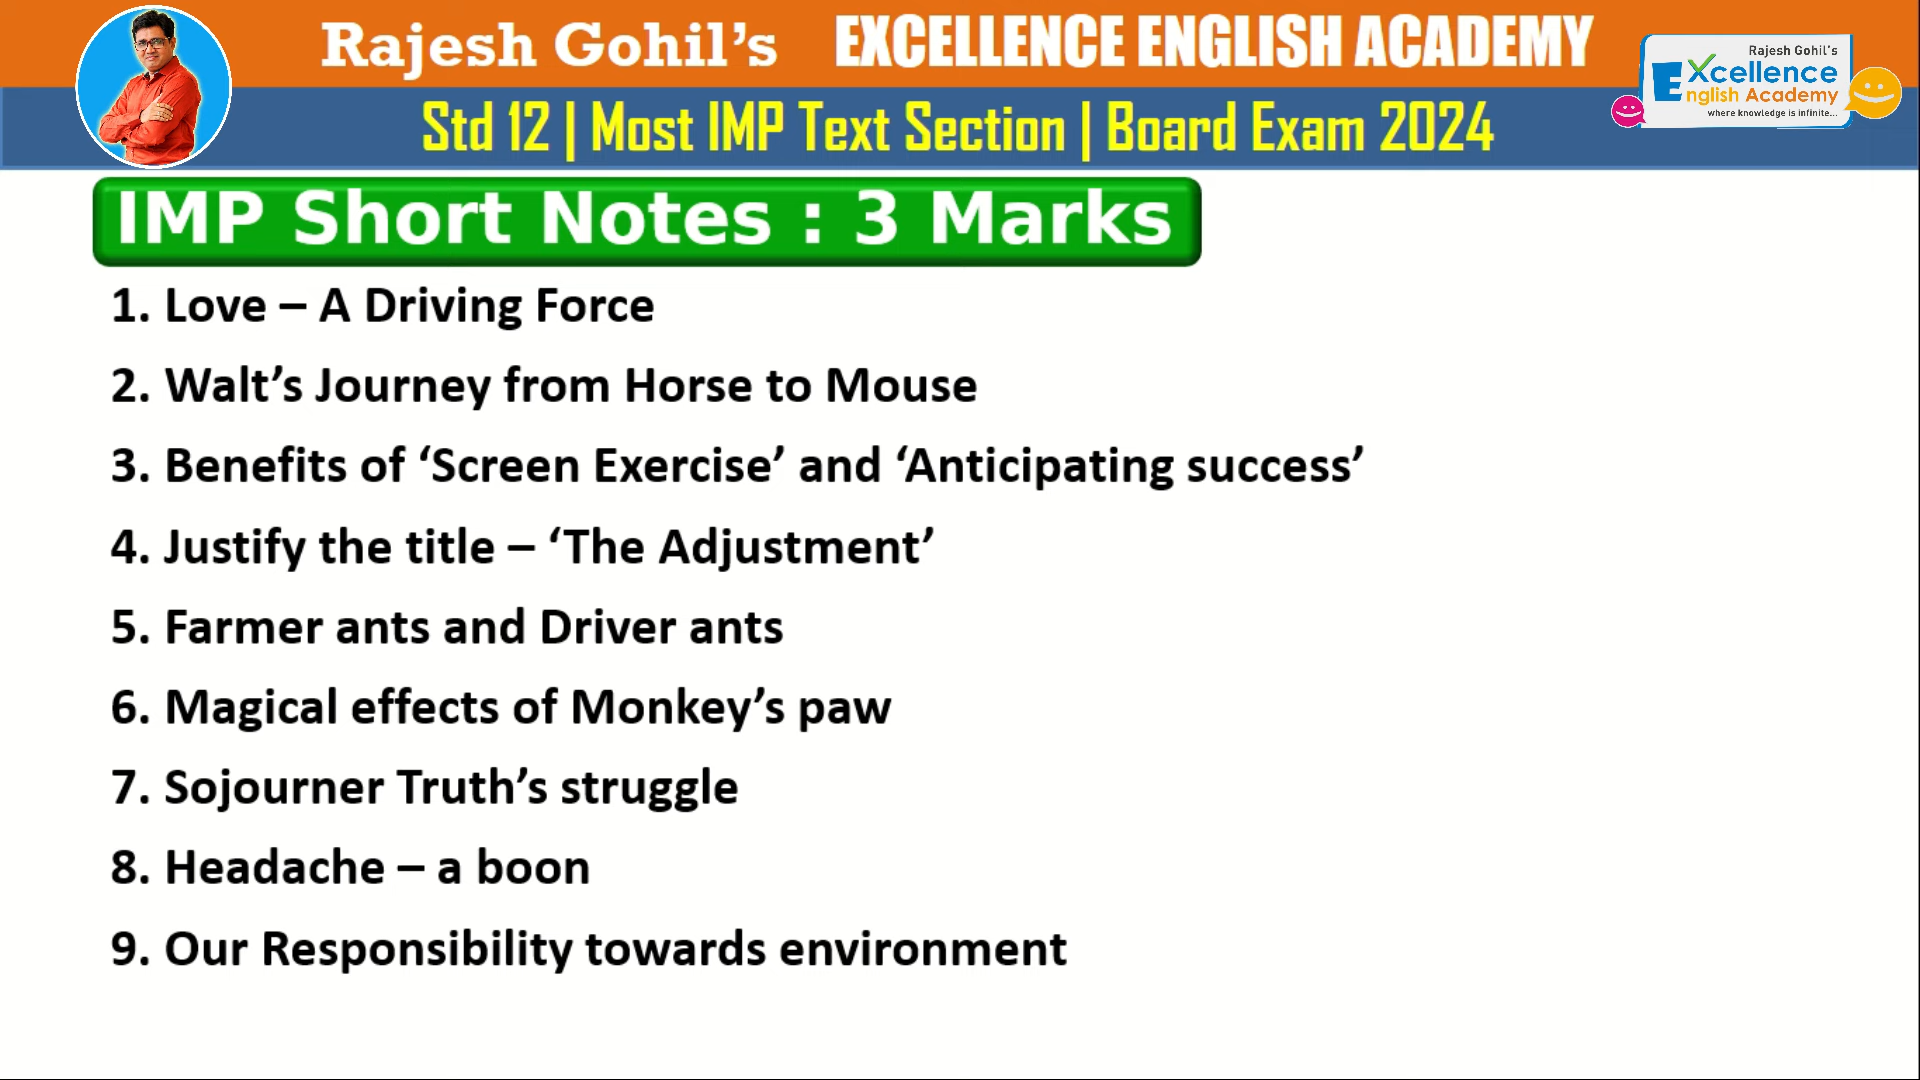 Rajesh Gohil’s EXCELLENCE ENGLISH ACADEMY
Rajesh Gohil’s
EXcellence
English Academy
where knowledge is infinite...
Std 12 | Most IMP Text Section | Board Exam 2024
IMP Short Notes : 3 Marks
1. Love – A Driving Force
2. Walt’s Journey from Horse to Mouse
3. Benefits of ‘Screen Exercise’ and ‘Anticipating success’
4. Justify the title – ‘The Adjustment’
5. Farmer ants and Driver ants
6. Magical effects of Monkey’s paw
7. Sojourner Truth’s struggle
8. Headache – a boon
9. Our Responsibility towards environment